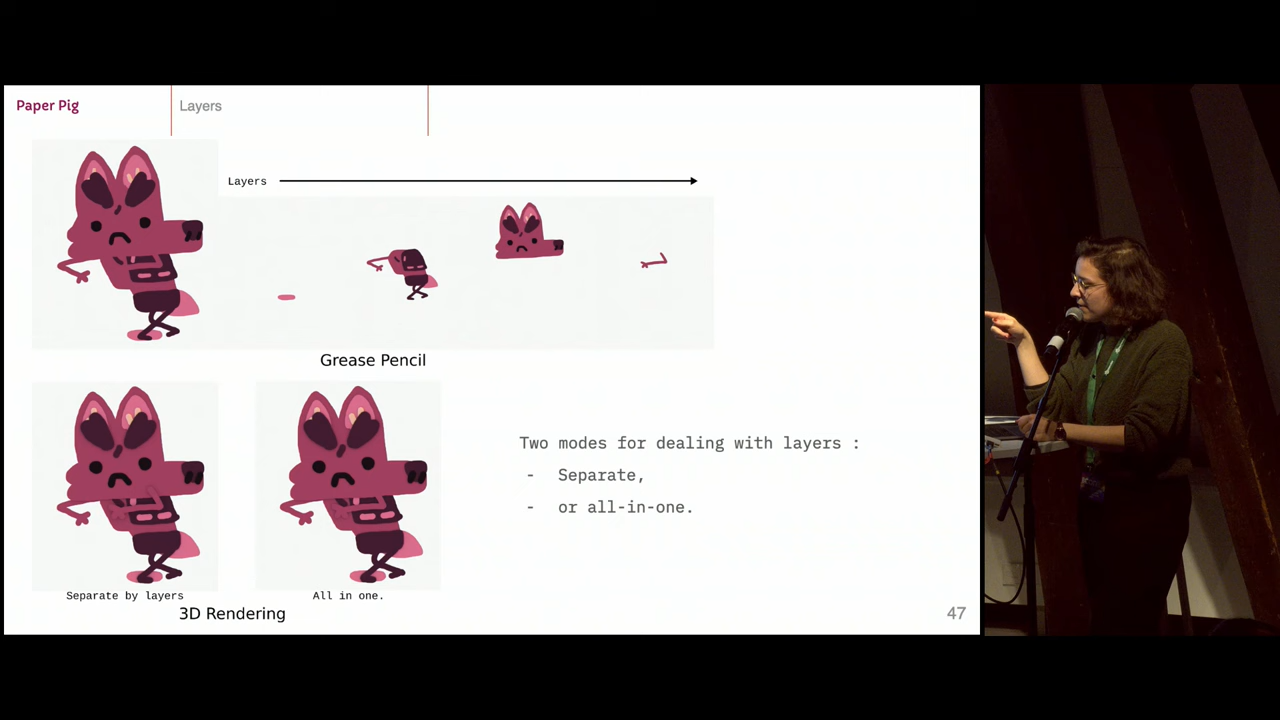 Paper Pig
Layers
Layers
Grease Pencil
Two modes for dealing with layers :
- Separate,
- or all-in-one.
Separate by layers
All in one.
3D Rendering
47